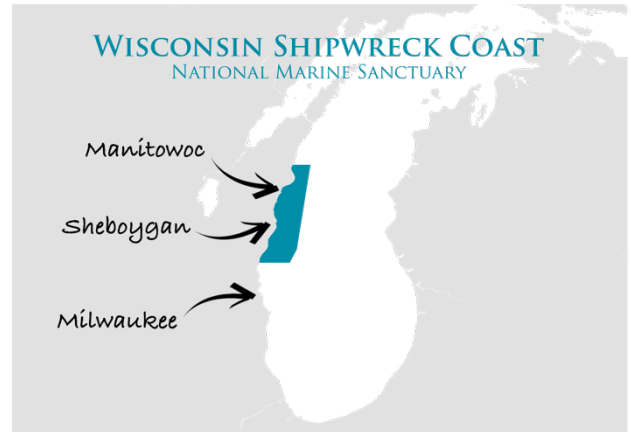 Wisconsin Shipwreck Coast
National Marine Sanctuary
Manitowoc
Sheboygan
Milwaukee